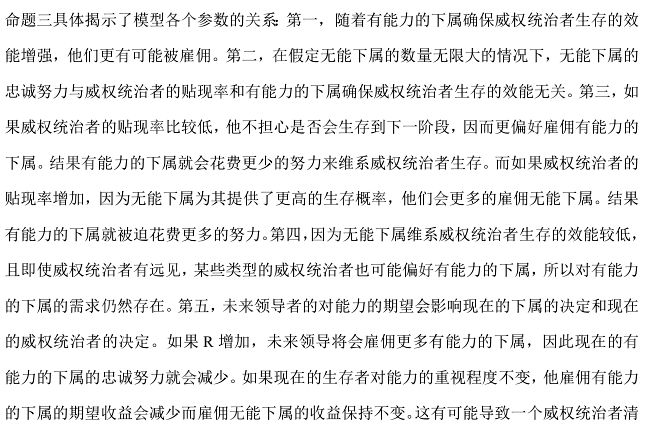 命题三具体揭示了模型各个参数的关系：第一，随着有能力的下属确保威权统治者生存的效
能增强，他们更有可能被雇佣。第二，在假定无能下属的数量无限大的情况下，无能下属的
忠诚努力与威权统治者的贴现率和有能力的下属确保威权统治者生存的效能无关。第三，如
果威权统治者的贴现率比较低，他不担心是否会生存到下一阶段，因而更偏好雇佣有能力的
下属。结果有能力的下属就会花费更少的努力来维系威权统治者生存。而如果威权统治者的
贴现率增加，因为无能下属为其提供了更高的生存概率，他们会更多的雇佣无能下属。结果
有能力的下属就被迫花费更多的努力。第四，因为无能下属维系威权统治者生存的效能较低，
且即使威权统治者有远见，某些类型的威权统治者也可能偏好有能力的下属，所以对有能力
的下属的需求仍然存在。第五，未来领导者的对能力的期望会影响现在的下属的决定和现在
的威权统治者的决定。如果 R 增加，未来领导将会雇佣更多有能力的下属，因此现在的有
能力的下属的忠诚努力就会减少。如果现在的生存者对能力的重视程度不变，他雇佣有能力
的下属的期望收益会减少而雇佣无能下属的收益保持不变。这有可能导致一个威权统治者清